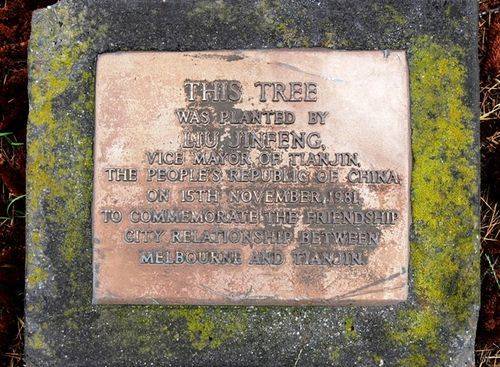 THIS TREE
WAS PLANTED BY
LIU JINFENG,
VICE MAYOR OF TIANJIN,
THE PEOPLE'S REPUBLIC OF CHINA
ON 15TH NOVEMBER, 1981
TO COMMEMORATE THE FRIENDSHIP
CITY RELATIONSHIP BETWEEN
MELBOURNE AND TIANJIN.